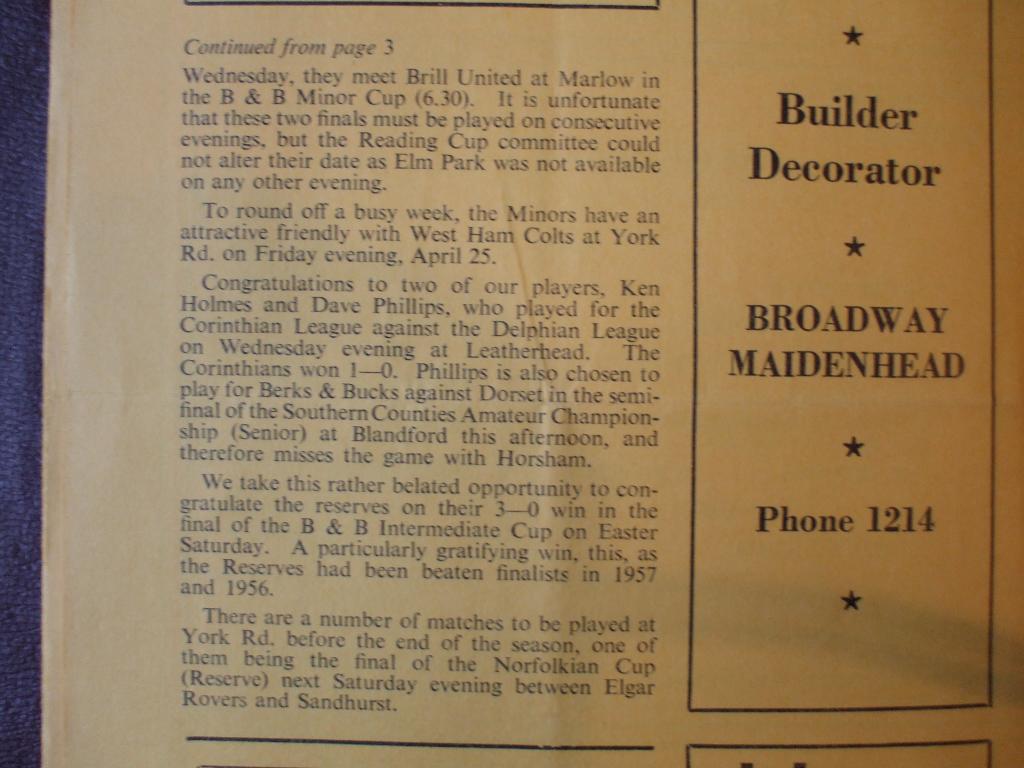 Continued from page 3
Wednesday, they meet Brill United at Marlow in
the B & B Minor Cup (6.30). It is unfortunate
that these two finals must be played on consecutive
evenings, but the Reading Cup committee could
not alter their date as Elm Park was not available
on any other evening.
To round off a busy week, the Minors have an
attractive friendly with West Ham Colts at York
Rd. on Friday evening, April 25.
Congratulations to two of our players, Ken
Holmes and Dave Phillips, who played for the
Corinthian League against the Delphian League
on Wednesday evening at Leatherhead. The
Corinthians won 1—0. Phillips is also chosen to
play for Berks & Bucks against Dorset in the semi-
final of the Southern Counties Amateur Champion-
ship (Senior) at Blandford this afternoon, and
therefore misses the game with Horsham.
We take this rather belated opportunity to con-
gratulate the reserves on their 3—0 win in the
final of the B & B Intermediate Cup on Easter
Saturday. A particularly gratifying win, this, as
the Reserves had been beaten finalists in 1957
and 1956.
There are a number of matches to be played at
York Rd. before the end of the season, one of
them being the final of the Norfolkian Cup
(Reserve) next Saturday evening between Elgar
Rovers and Sandhurst.
Builder
Decorator
BROADWAY
MAIDENHEAD
Phone 1214